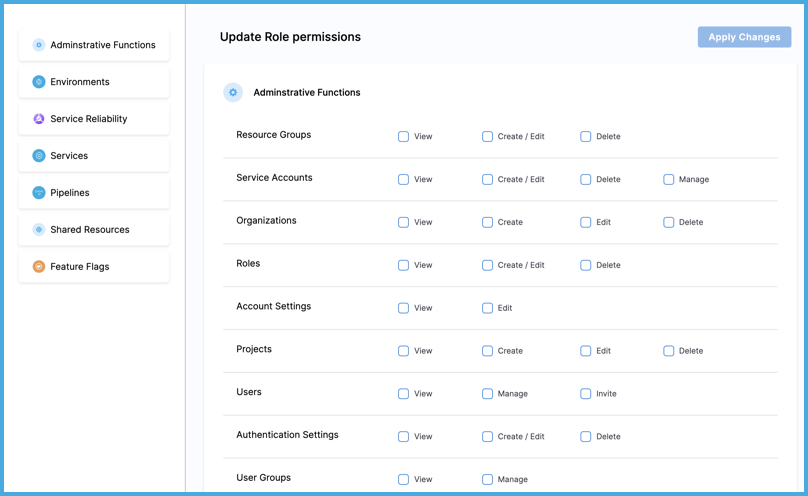 Update Role permissions
Apply Changes
Adminstrative Functions
Environments
Service Reliability
Services
Pipelines
Shared Resources
Feature Flags
Adminstrative Functions
Resource Groups View Create / Edit Delete
Service Accounts View Create / Edit Delete Manage
Organizations View Create Edit Delete
Roles View Create / Edit Delete
Account Settings View Edit
Projects View Create Edit Delete
Users View Manage Invite
Authentication Settings View Create / Edit Delete
User Groups View Manage